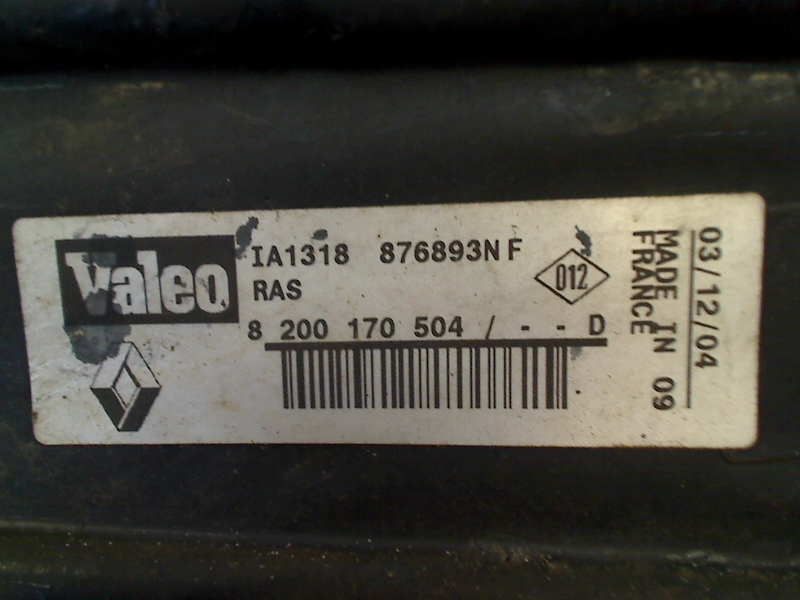 Valeo
IA1318 876893N F
RAS
012
8 200 170 504 / - - D
03/12/04
MADE IN 09
FRANCE